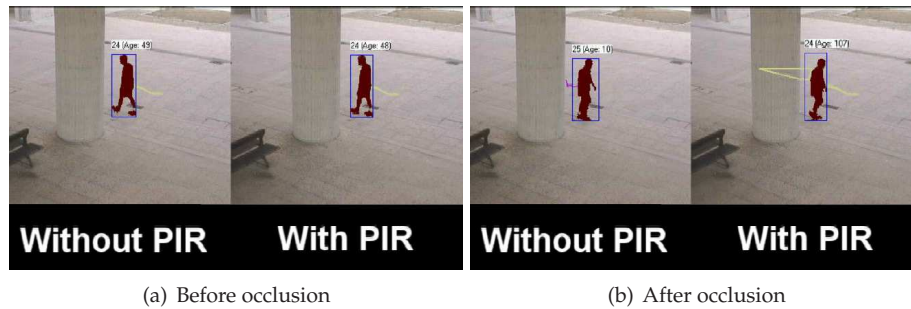 24 (Age: 49)
24 (Age: 48)
25 (Age: 10)
24 (Age: 107)
Without PIR
With PIR
Without PIR
With PIR
(a) Before occlusion
(b) After occlusion